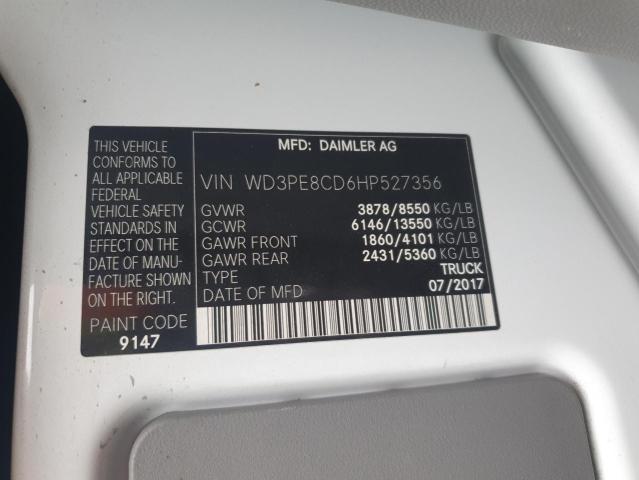 THIS VEHICLE
CONFORMS TO
ALL APPLICABLE
FEDERAL
VEHICLE SAFETY
STANDARDS IN
EFFECT ON THE
DATE OF MANU-
FACTURE SHOWN
ON THE RIGHT.
PAINT CODE
9147
MFD: DAIMLER AG
VIN WD3PE8CD6HP527356
GVWR 3878/8550 KG/LB
GCWR 6146/13550 KG/LB
GAWR FRONT 1860/4101 KG/LB
GAWR REAR 2431/5360 KG/LB
TYPE TRUCK
DATE OF MFD 07/2017